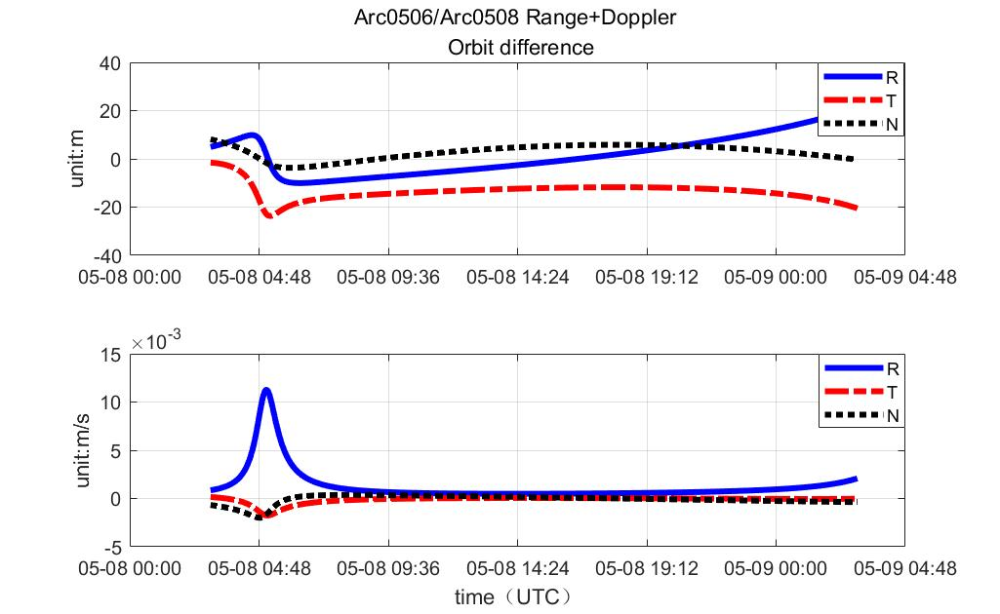 Arc0506/Arc0508 Range+Doppler
Orbit difference
40
20
0
-20
-40
unit:m
R
T
N
05-08 00:00 05-08 04:48 05-08 09:36 05-08 14:24 05-08 19:12 05-09 00:00 05-09 04:48
×10⁻³
15
10
5
0
-5
unit:m/s
R
T
N
05-08 00:00 05-08 04:48 05-08 09:36 05-08 14:24 05-08 19:12 05-09 00:00 05-09 04:48
time（UTC）